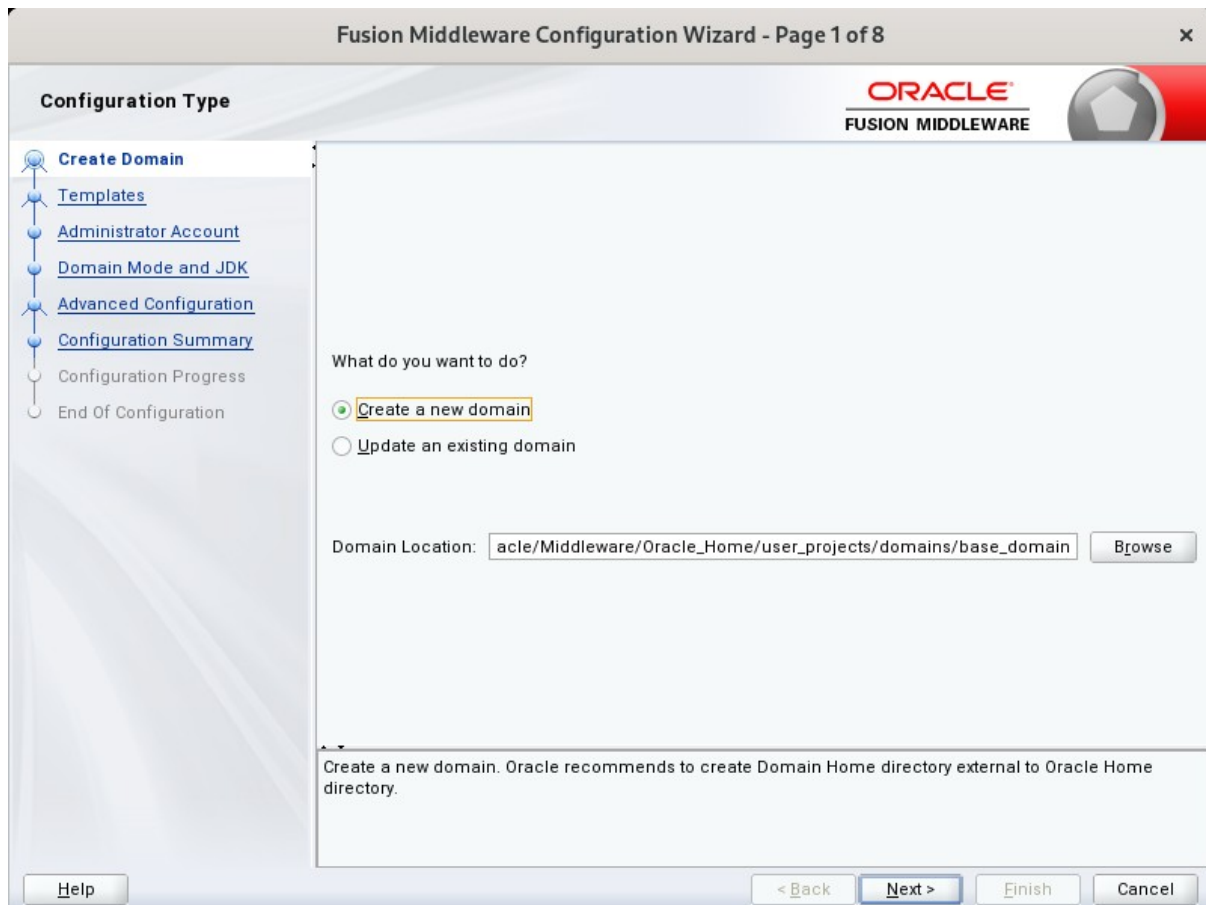 Fusion Middleware Configuration Wizard - Page 1 of 8
×
Configuration Type
ORACLE
FUSION MIDDLEWARE
Create Domain
Templates
Administrator Account
Domain Mode and JDK
Advanced Configuration
Configuration Summary
Configuration Progress
End Of Configuration
What do you want to do?
Create a new domain
Update an existing domain
Domain Location: acle/Middleware/Oracle_Home/user_projects/domains/base_domain Browse
Create a new domain. Oracle recommends to create Domain Home directory external to Oracle Home
directory.
Help < Back Next > Finish Cancel